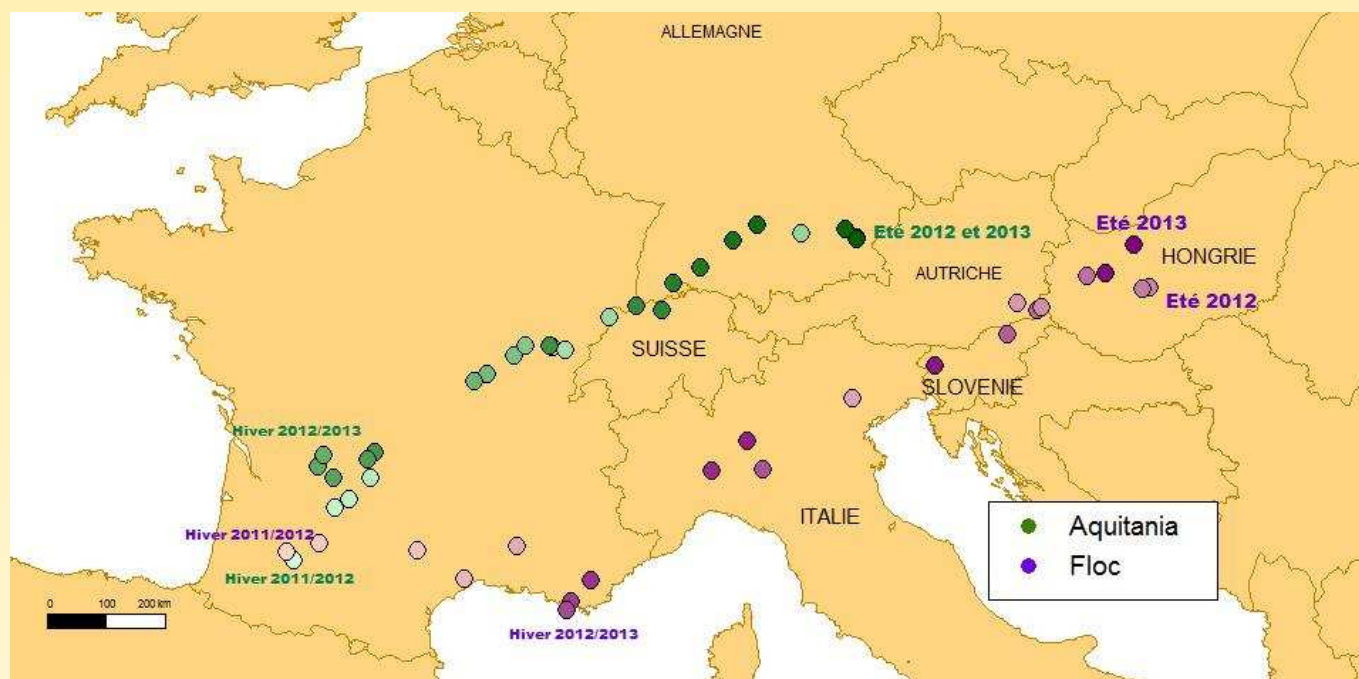 ALLEMAGNE
Eté 2013
Eté 2012 et 2013
HONGRIE
AUTRICHE
Eté 2012
SUISSE
SLOVENIE
Hiver 2012/2013
ITALIE
Aquitania
Floc
Hiver 2011/2012
Hiver 2011/2012
0 100 200 km
Hiver 2012/2013